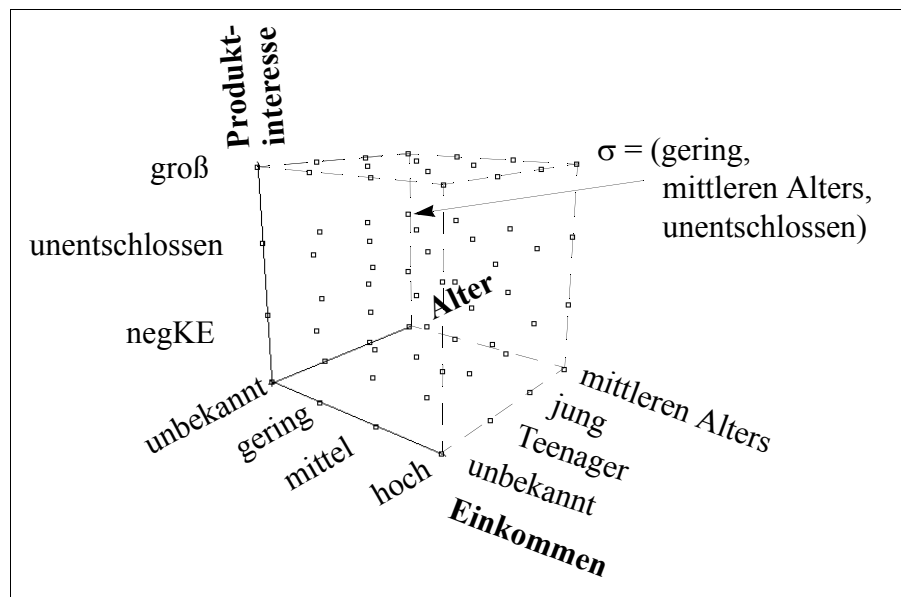 Produkt-
interesse
groß
σ = (gering,
mittleren Alters,
unentschlossen)
unentschlossen
Alter
negKE
unbekannt
gering
mittel
hoch
mittleren Alters
jung
Teenager
unbekannt
Einkommen